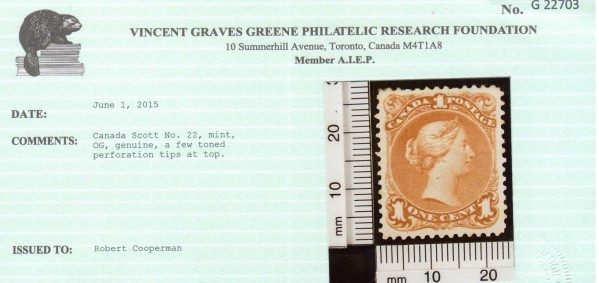 No. G 22703
VINCENT GRAVES GREENE PHILATELIC RESEARCH FOUNDATION
10 Summerhill Avenue, Toronto, Canada M4T1A8
Member A.I.E.P.
DATE: June 1, 2015
COMMENTS: Canada Scott No. 22, mint,
OG, genuine, a few toned
perforation tips at top.
ISSUED TO: Robert Cooperman
CANADA 1 POSTAGE
1 ONE CENT 1
mm 10 20
mm 10 20